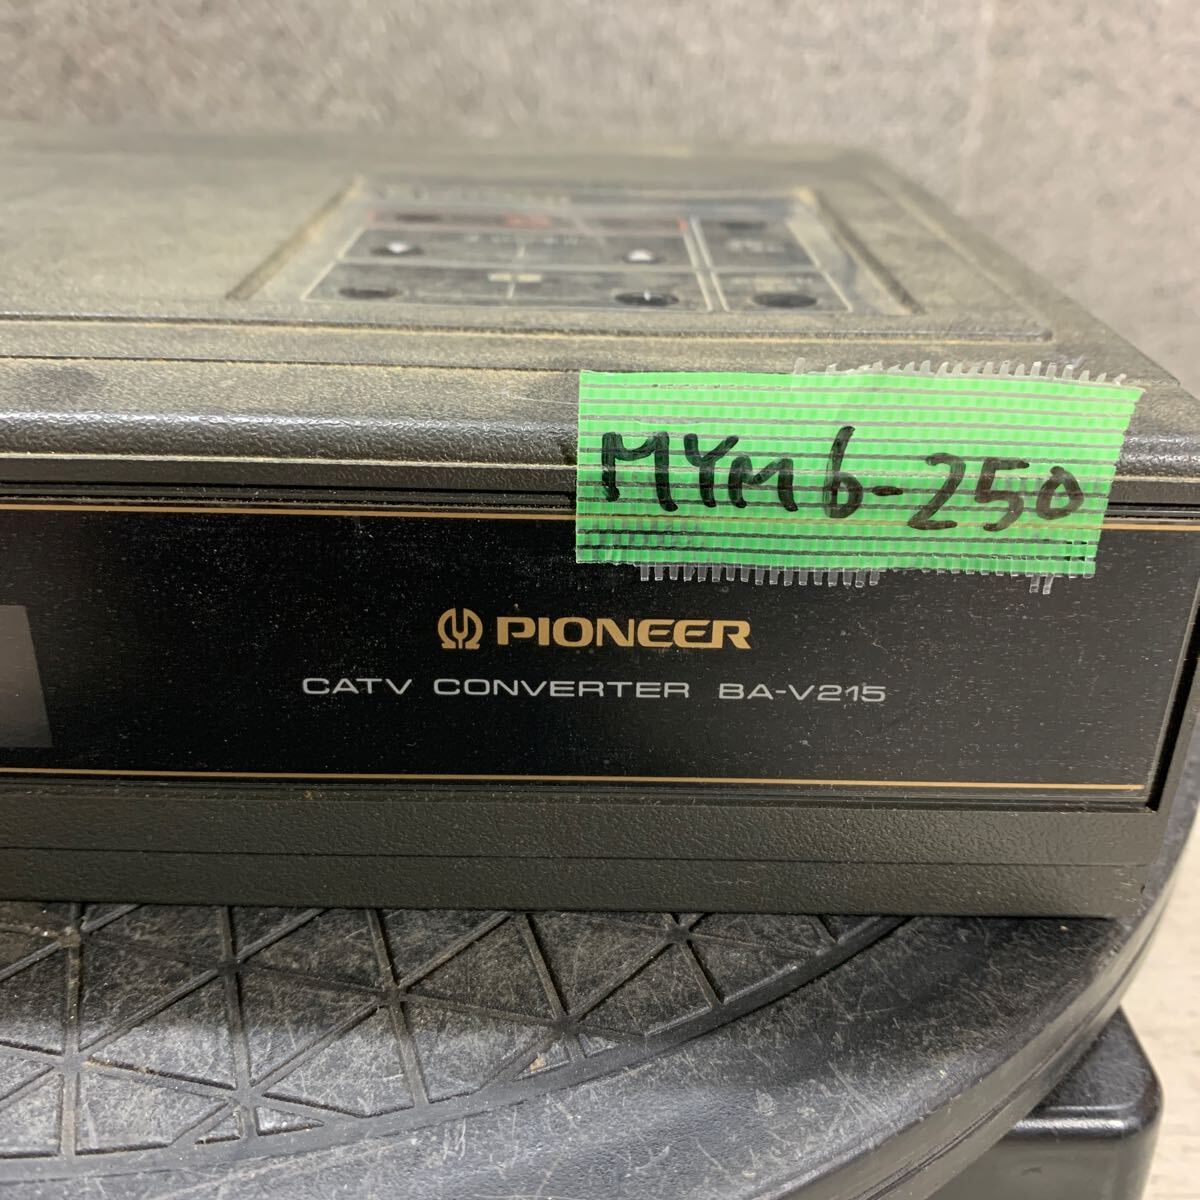 MYM6-250
PIONEER
CATV CONVERTER BA-V215